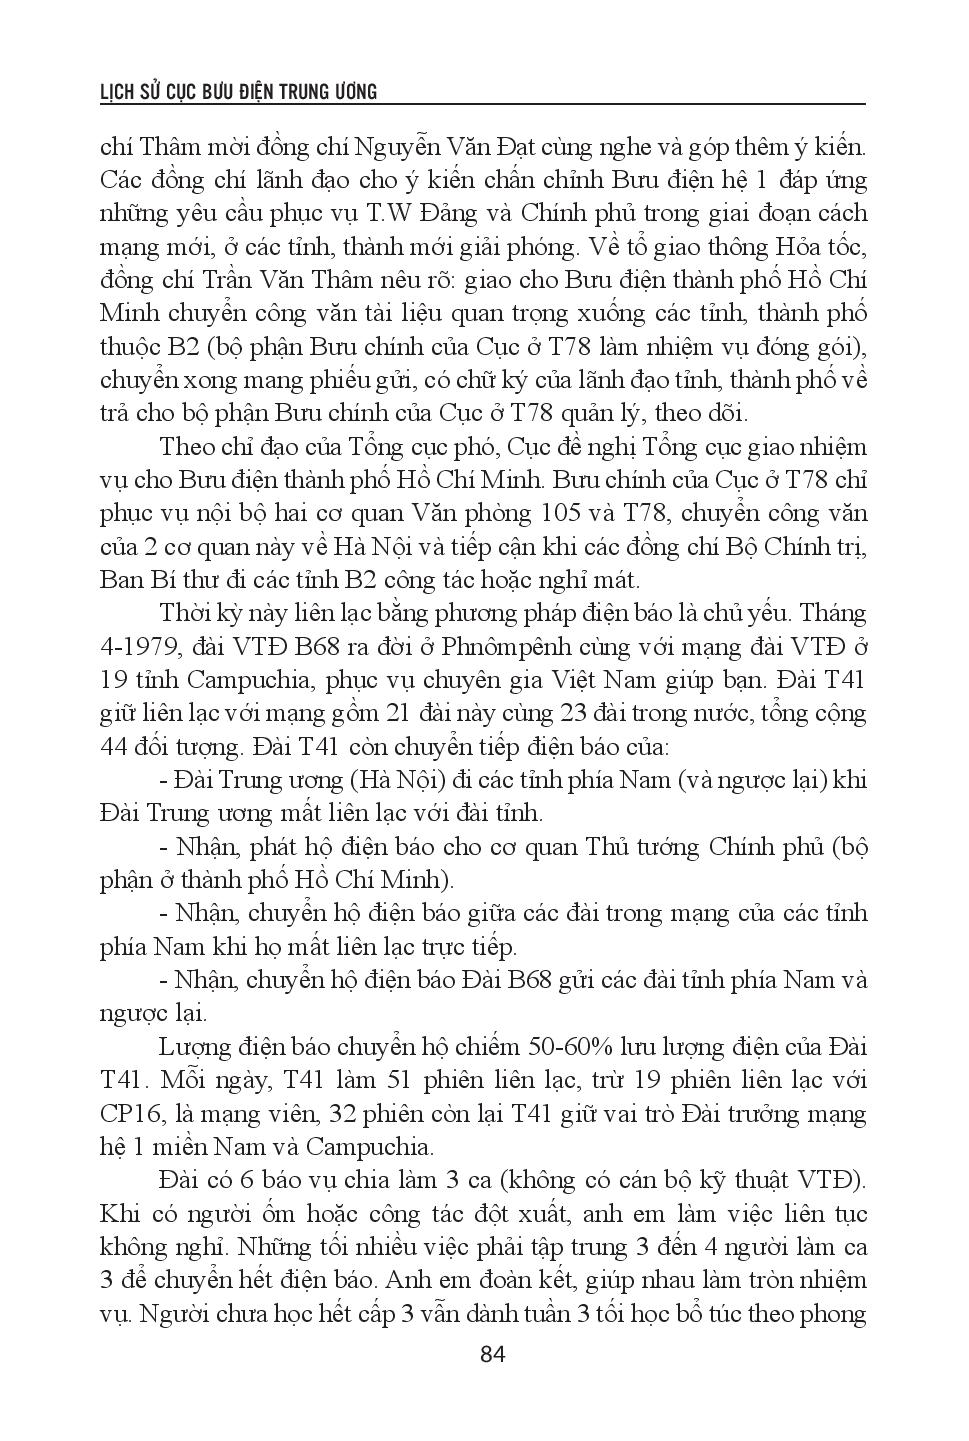 LỊCH SỬ CỤC BƯU ĐIỆN TRUNG ƯƠNG
chí Thâm mời đồng chí Nguyễn Văn Đạt cùng nghe và góp thêm ý kiến.
Các đồng chí lãnh đạo cho ý kiến chấn chỉnh Bưu điện hệ 1 đáp ứng
những yêu cầu phục vụ T.W Đảng và Chính phủ trong giai đoạn cách
mạng mới, ở các tỉnh, thành mới giải phóng. Về tổ giao thông Hỏa tốc,
đồng chí Trần Văn Thâm nêu rõ: giao cho Bưu điện thành phố Hồ Chí
Minh chuyển công văn tài liệu quan trọng xuống các tỉnh, thành phố
thuộc B2 (bộ phận Bưu chính của Cục ở T78 làm nhiệm vụ đóng gói),
chuyển xong mang phiếu gửi, có chữ ký của lãnh đạo tỉnh, thành phố về
trả cho bộ phận Bưu chính của Cục ở T78 quản lý, theo dõi.
Theo chỉ đạo của Tổng cục phó, Cục đề nghị Tổng cục giao nhiệm
vụ cho Bưu điện thành phố Hồ Chí Minh. Bưu chính của Cục ở T78 chỉ
phục vụ nội bộ hai cơ quan Văn phòng 105 và T78, chuyển công văn
của 2 cơ quan này về Hà Nội và tiếp cận khi các đồng chí Bộ Chính trị,
Ban Bí thư đi các tỉnh B2 công tác hoặc nghỉ mát.
Thời kỳ này liên lạc bằng phương pháp điện báo là chủ yếu. Tháng
4-1979, đài VTĐ B68 ra đời ở Phnômpênh cùng với mạng đài VTĐ ở
19 tỉnh Campuchia, phục vụ chuyên gia Việt Nam giúp bạn. Đài T41
giữ liên lạc với mạng gồm 21 đài này cùng 23 đài trong nước, tổng cộng
44 đối tượng. Đài T41 còn chuyển tiếp điện báo của:
- Đài Trung ương (Hà Nội) đi các tỉnh phía Nam (và ngược lại) khi
Đài Trung ương mất liên lạc với đài tỉnh.
- Nhận, phát hộ điện báo cho cơ quan Thủ tướng Chính phủ (bộ
phận ở thành phố Hồ Chí Minh).
- Nhận, chuyển hộ điện báo giữa các đài trong mạng của các tỉnh
phía Nam khi họ mất liên lạc trực tiếp.
- Nhận, chuyển hộ điện báo Đài B68 gửi các đài tỉnh phía Nam và
ngược lại.
Lượng điện báo chuyển hộ chiếm 50-60% lưu lượng điện của Đài
T41. Mỗi ngày, T41 làm 51 phiên liên lạc, trừ 19 phiên liên lạc với
CP16, là mạng viên, 32 phiên còn lại T41 giữ vai trò Đài trưởng mạng
hệ 1 miền Nam và Campuchia.
Đài có 6 báo vụ chia làm 3 ca (không có cán bộ kỹ thuật VTĐ).
Khi có người ốm hoặc công tác đột xuất, anh em làm việc liên tục
không nghỉ. Những tối nhiều việc phải tập trung 3 đến 4 người làm ca
3 để chuyển hết điện báo. Anh em đoàn kết, giúp nhau làm tròn nhiệm
vụ. Người chưa học hết cấp 3 vẫn dành tuần 3 tối học bổ túc theo phong
84